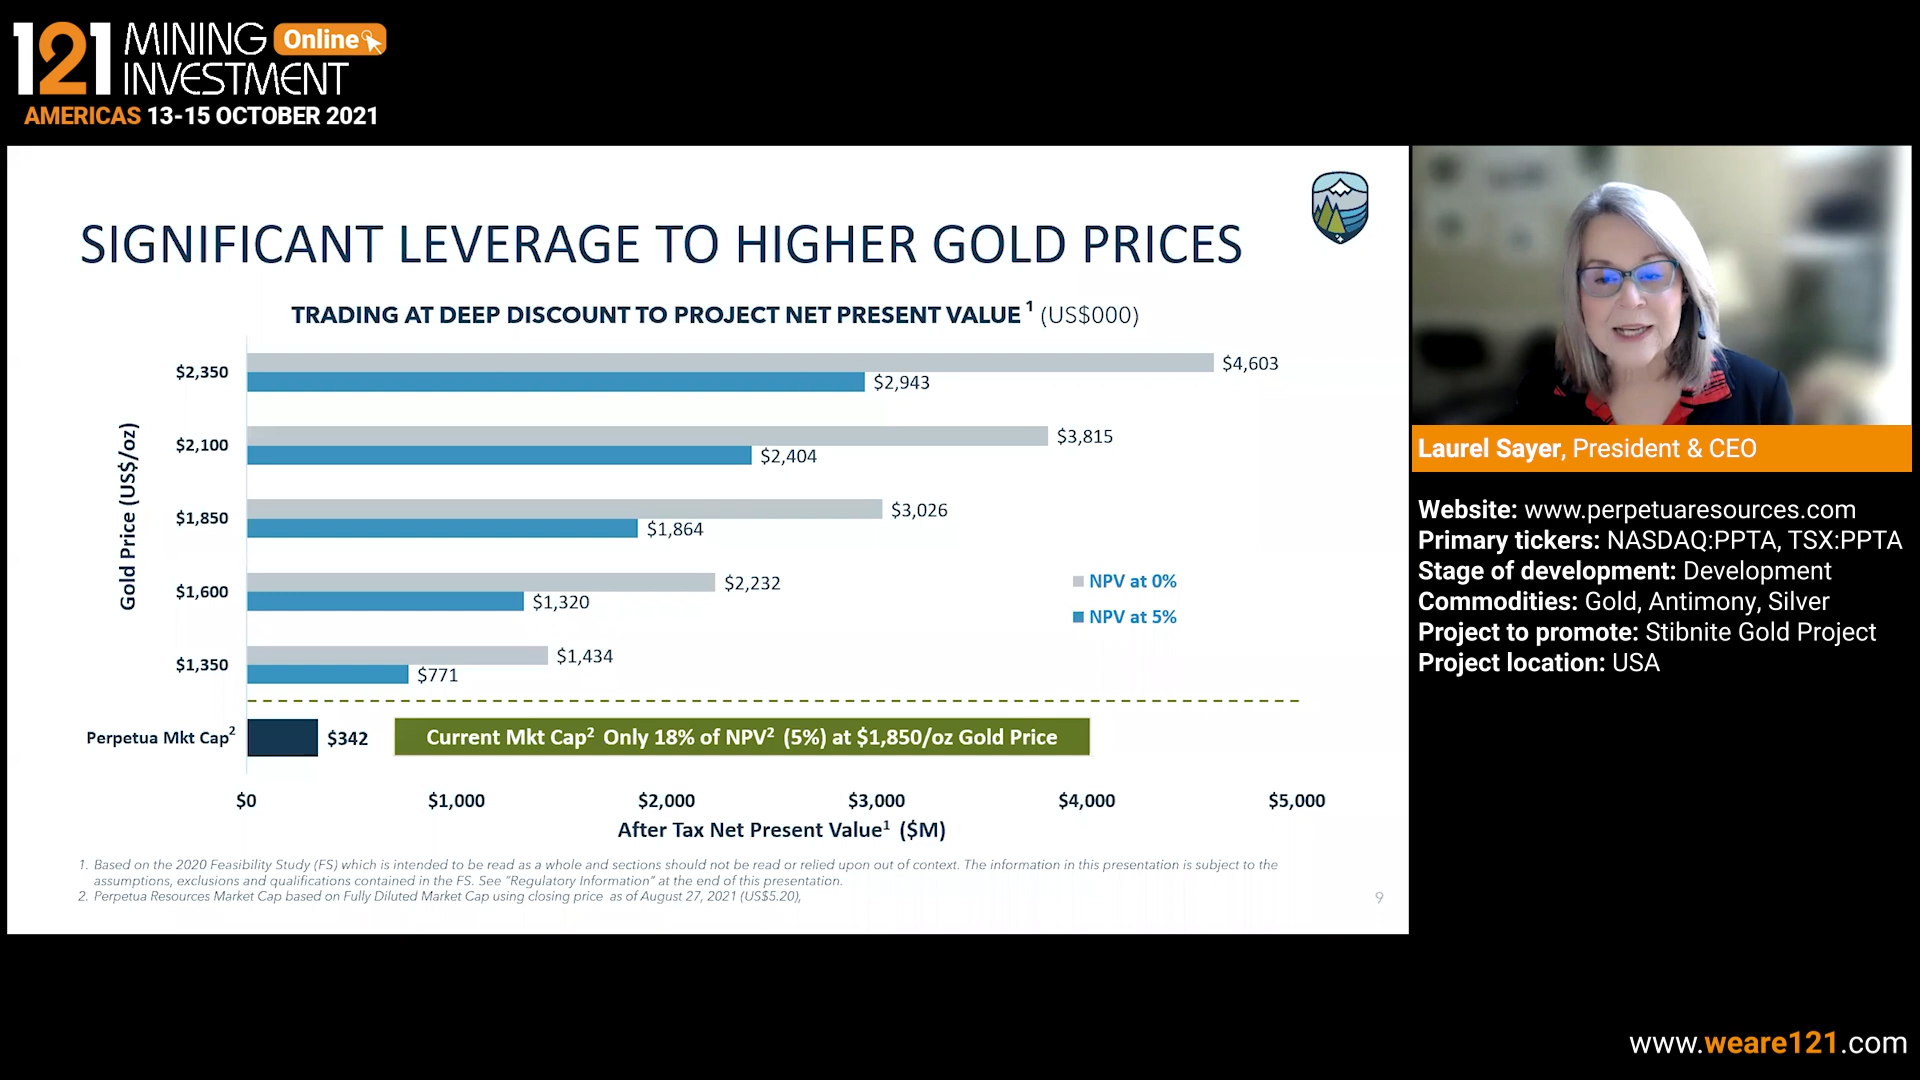 121 MINING Online
INVESTMENT
AMERICAS 13-15 OCTOBER 2021
SIGNIFICANT LEVERAGE TO HIGHER GOLD PRICES
TRADING AT DEEP DISCOUNT TO PROJECT NET PRESENT VALUE 1 (US$000)
Gold Price (US$/oz)
$2,350
$4,603
$2,943
$2,100
$3,815
$2,404
$1,850
$3,026
$1,864
$1,600
$2,232
$1,320
$1,350
$1,434
$771
NPV at 0%
NPV at 5%
Perpetua Mkt Cap2
$342
Current Mkt Cap2 Only 18% of NPV2 (5%) at $1,850/oz Gold Price
$0 $1,000 $2,000 $3,000 $4,000 $5,000
After Tax Net Present Value1 ($M)
1. Based on the 2020 Feasibility Study (FS) which is intended to be read as a whole and sections should not be read or relied upon out of context. The information in this presentation is subject to the
assumptions, exclusions and qualifications contained in the FS. See "Regulatory Information" at the end of this presentation.
2. Perpetua Resources Market Cap based on Fully Diluted Market Cap using closing price as of August 27, 2021 (US$5.20),
9
Laurel Sayer, President & CEO
Website: www.perpetuaresources.com
Primary tickers: NASDAQ:PPTA, TSX:PPTA
Stage of development: Development
Commodities: Gold, Antimony, Silver
Project to promote: Stibnite Gold Project
Project location: USA
www.weare121.com